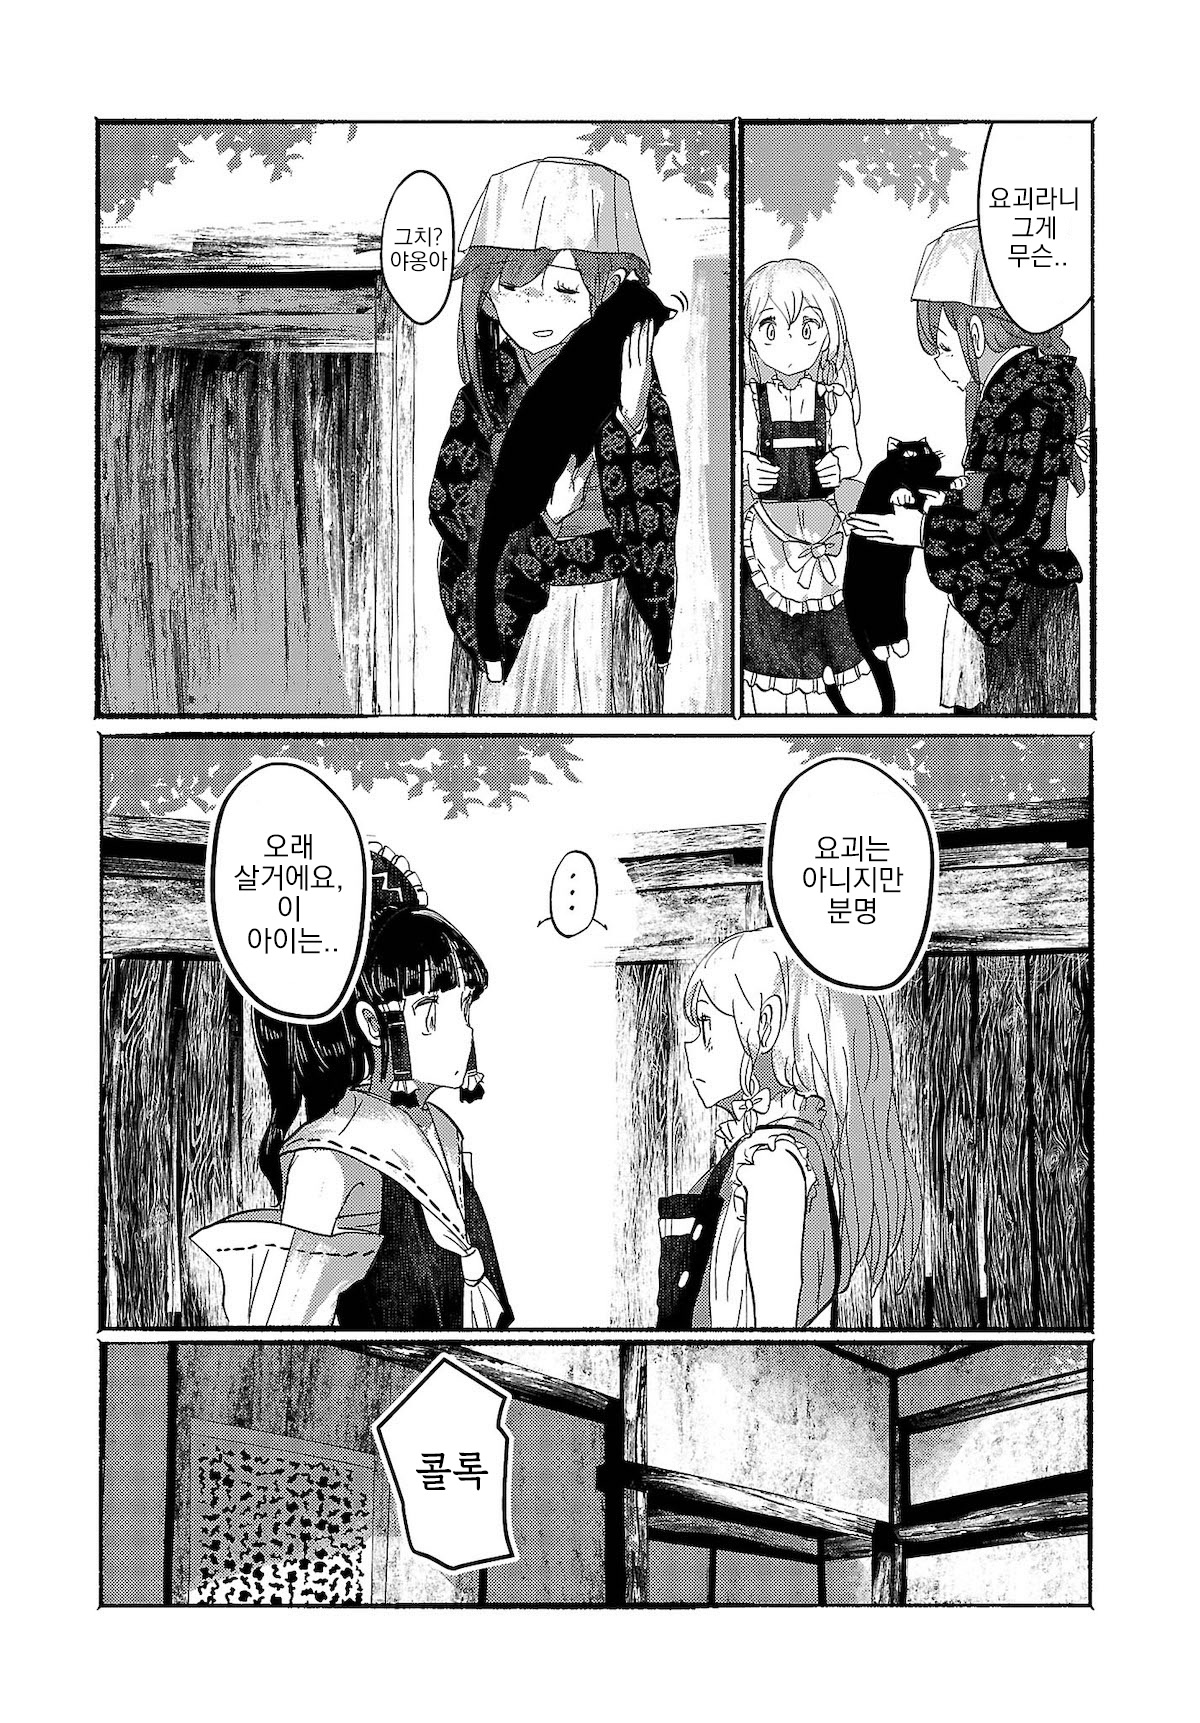 요괴라니
그게
무슨..
그치?
야옹아
요괴는
아니지만
분명
...
오래
살거에요,
이
아이는..
콜록